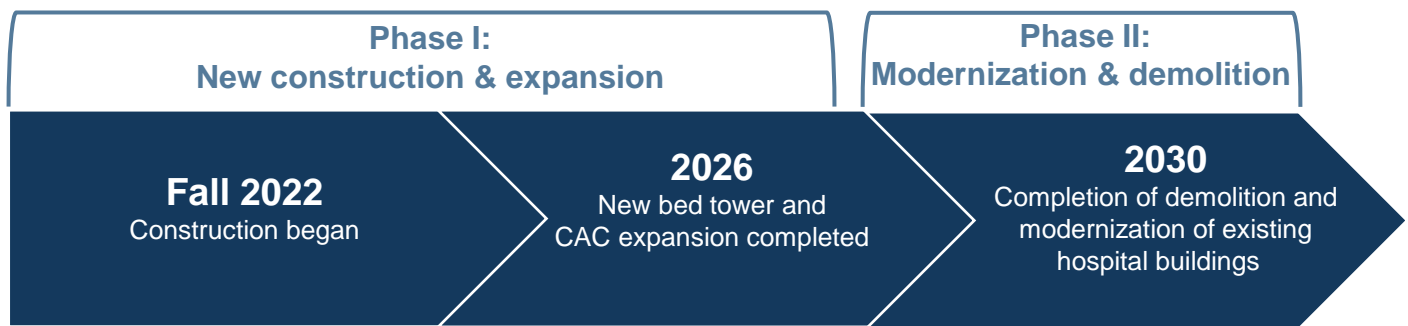 Phase I:
New construction & expansion
Phase II:
Modernization & demolition
Fall 2022
Construction began
2026
New bed tower and
CAC expansion completed
2030
Completion of demolition and
modernization of existing
hospital buildings